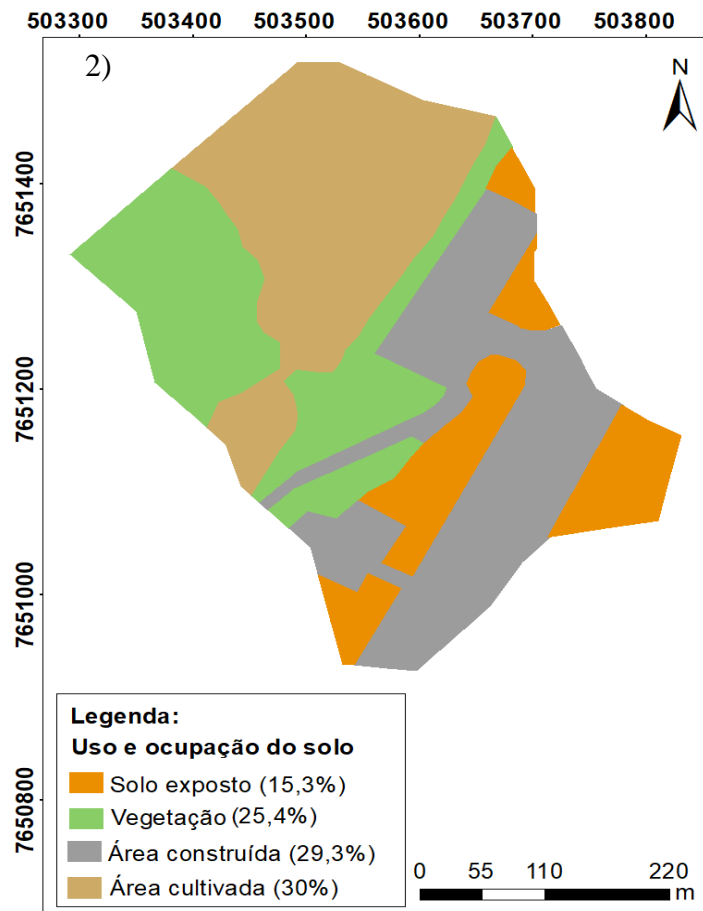 503300 503400 503500 503600 503700 503800
2)
N
7651400
7651200
7651000
7650800
Legenda:
Uso e ocupação do solo
Solo exposto (15,3%)
Vegetação (25,4%)
Área construída (29,3%)
Área cultivada (30%)
0 55 110 220
m